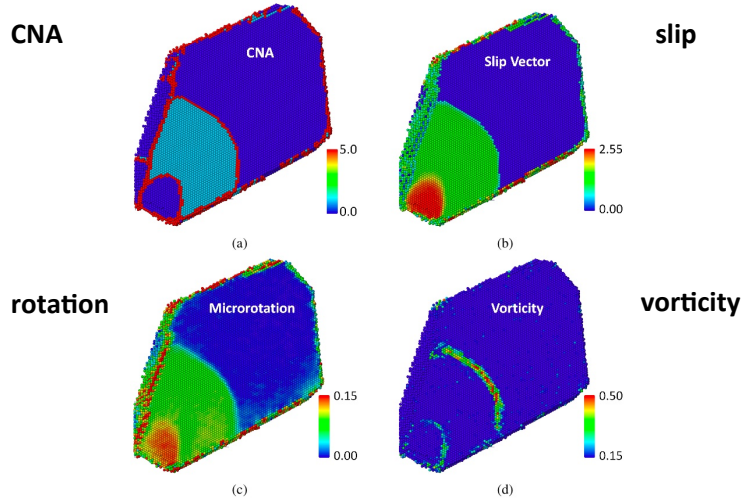 CNA
slip
CNA
Slip Vector
5.0
0.0
2.55
0.00
(a)
(b)
rotation
vorticity
Microrotation
Vorticity
0.15
0.00
0.50
0.15
(c)
(d)